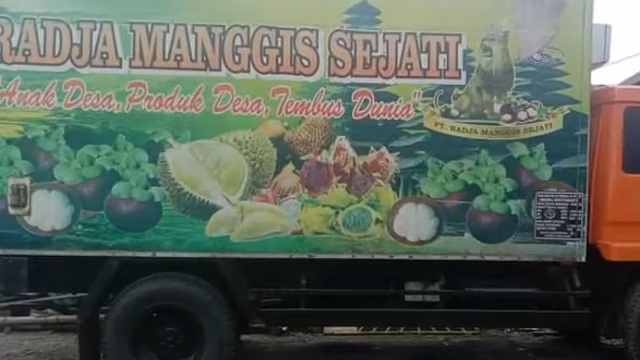 RADJA MANGGIS SEJATI
"Anak Desa, Produk Desa, Tembus Dunia"
PT. RADJA MANGGIS SEJATI